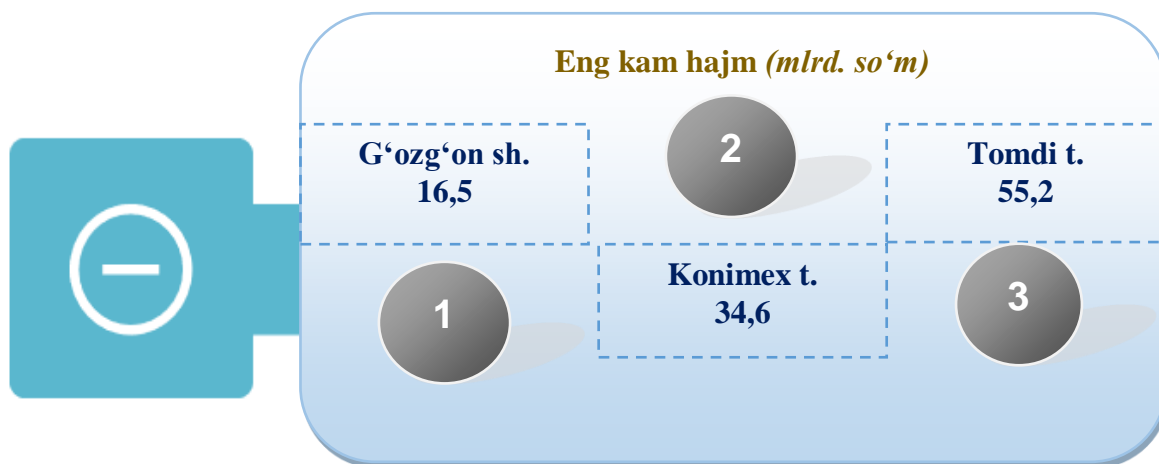 Eng kam hajm (mlrd. so‘m)
G‘ozg‘on sh.
16,5
1
2
Konimex t.
34,6
Tomdi t.
55,2
3